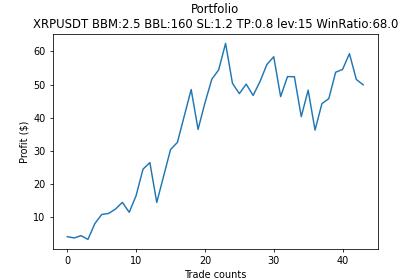 Portfolio
XRPUSDT BBM:2.5 BBL:160 SL:1.2 TP:0.8 lev:15 WinRatio:68.0
60
50
40
30
20
10
Profit ($)
0
10
20
30
40
Trade counts